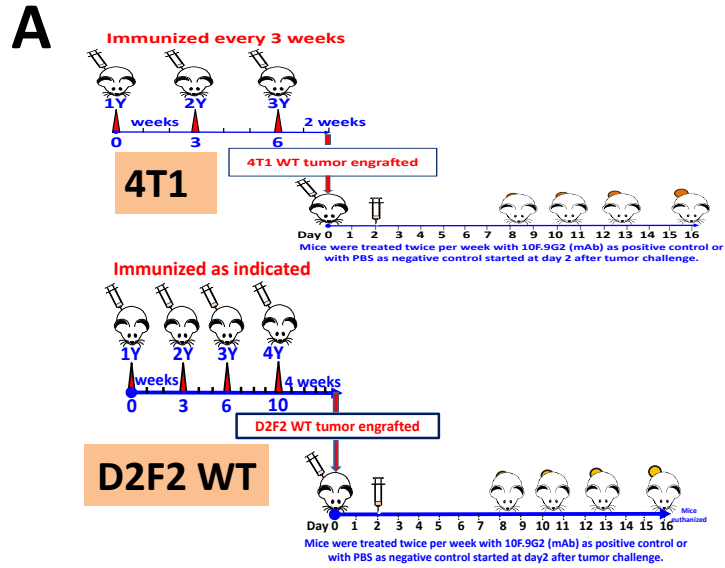 A
Immunized every 3 weeks
1Y 2Y 3Y
weeks 2 weeks
0 3 6
4T1 WT tumor engrafted
4T1
Day 0 1 2 3 4 5 6 7 8 9 10 11 12 13 14 15 16
Mice were treated twice per week with 10F.9G2 (mAb) as positive control or
with PBS as negative control started at day 2 after tumor challenge.
Immunized as indicated
1Y 2Y 3Y 4Y
weeks 4 weeks
0 3 6 10
D2F2 WT tumor engrafted
D2F2 WT
Mice
euthanized
Day 0 1 2 3 4 5 6 7 8 9 10 11 12 13 14 15 16
Mice were treated twice per week with 10F.9G2 (mAb) as positive control or
with PBS as negative control started at day2 after tumor challenge.